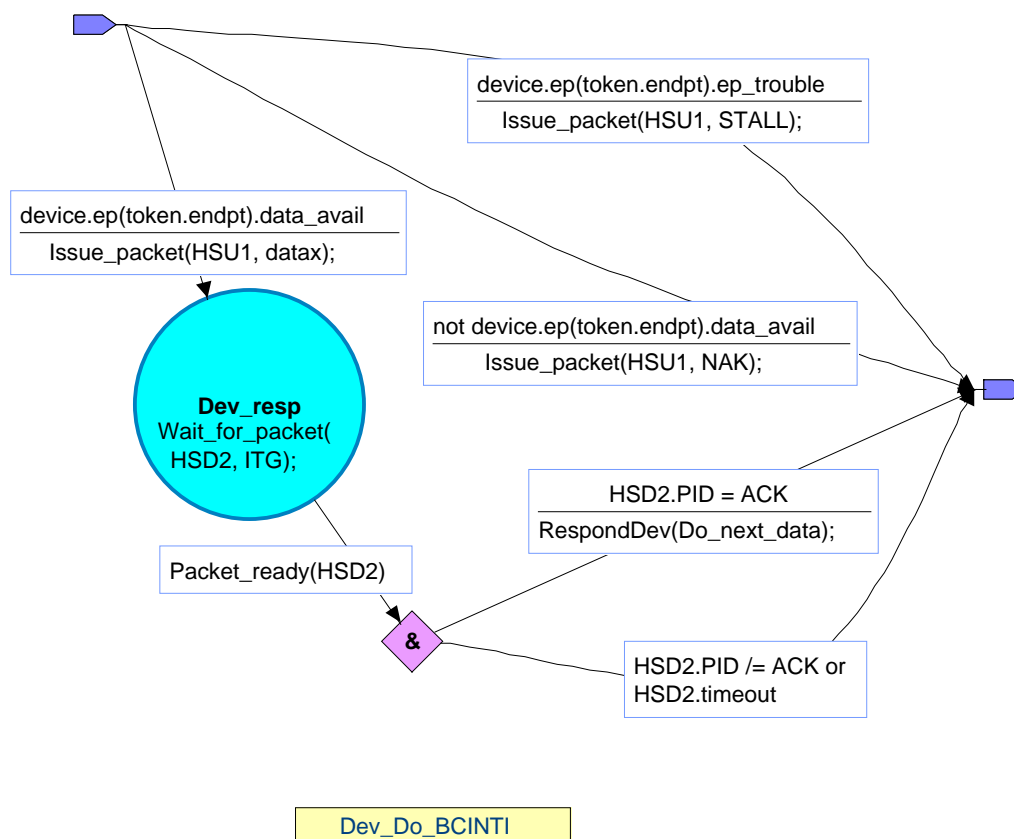 device.ep(token.endpt).ep_trouble
Issue_packet(HSU1, STALL);
device.ep(token.endpt).data_avail
Issue_packet(HSU1, datax);
not device.ep(token.endpt).data_avail
Issue_packet(HSU1, NAK);
Dev_resp
Wait_for_packet(
HSD2, ITG);
HSD2.PID = ACK
RespondDev(Do_next_data);
Packet_ready(HSD2)
&
HSD2.PID /= ACK or
HSD2.timeout
Dev_Do_BCINTI